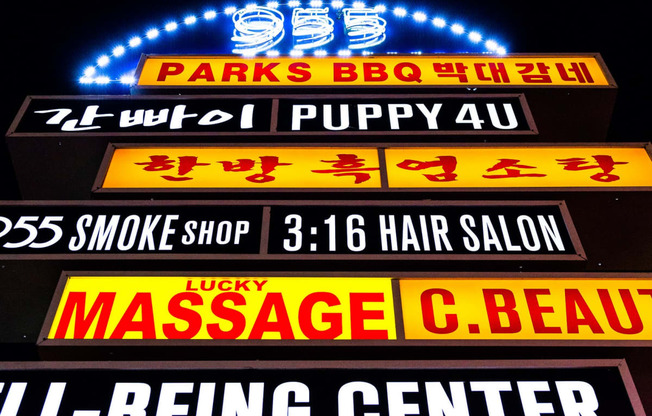 955
PARKS BBQ 박대감네
간빠이 PUPPY 4U
한방 흑 염소탕
955 SMOKE SHOP 3:16 HAIR SALON
LUCKY
MASSAGE C.BEAUT
LL-BEING CENTER